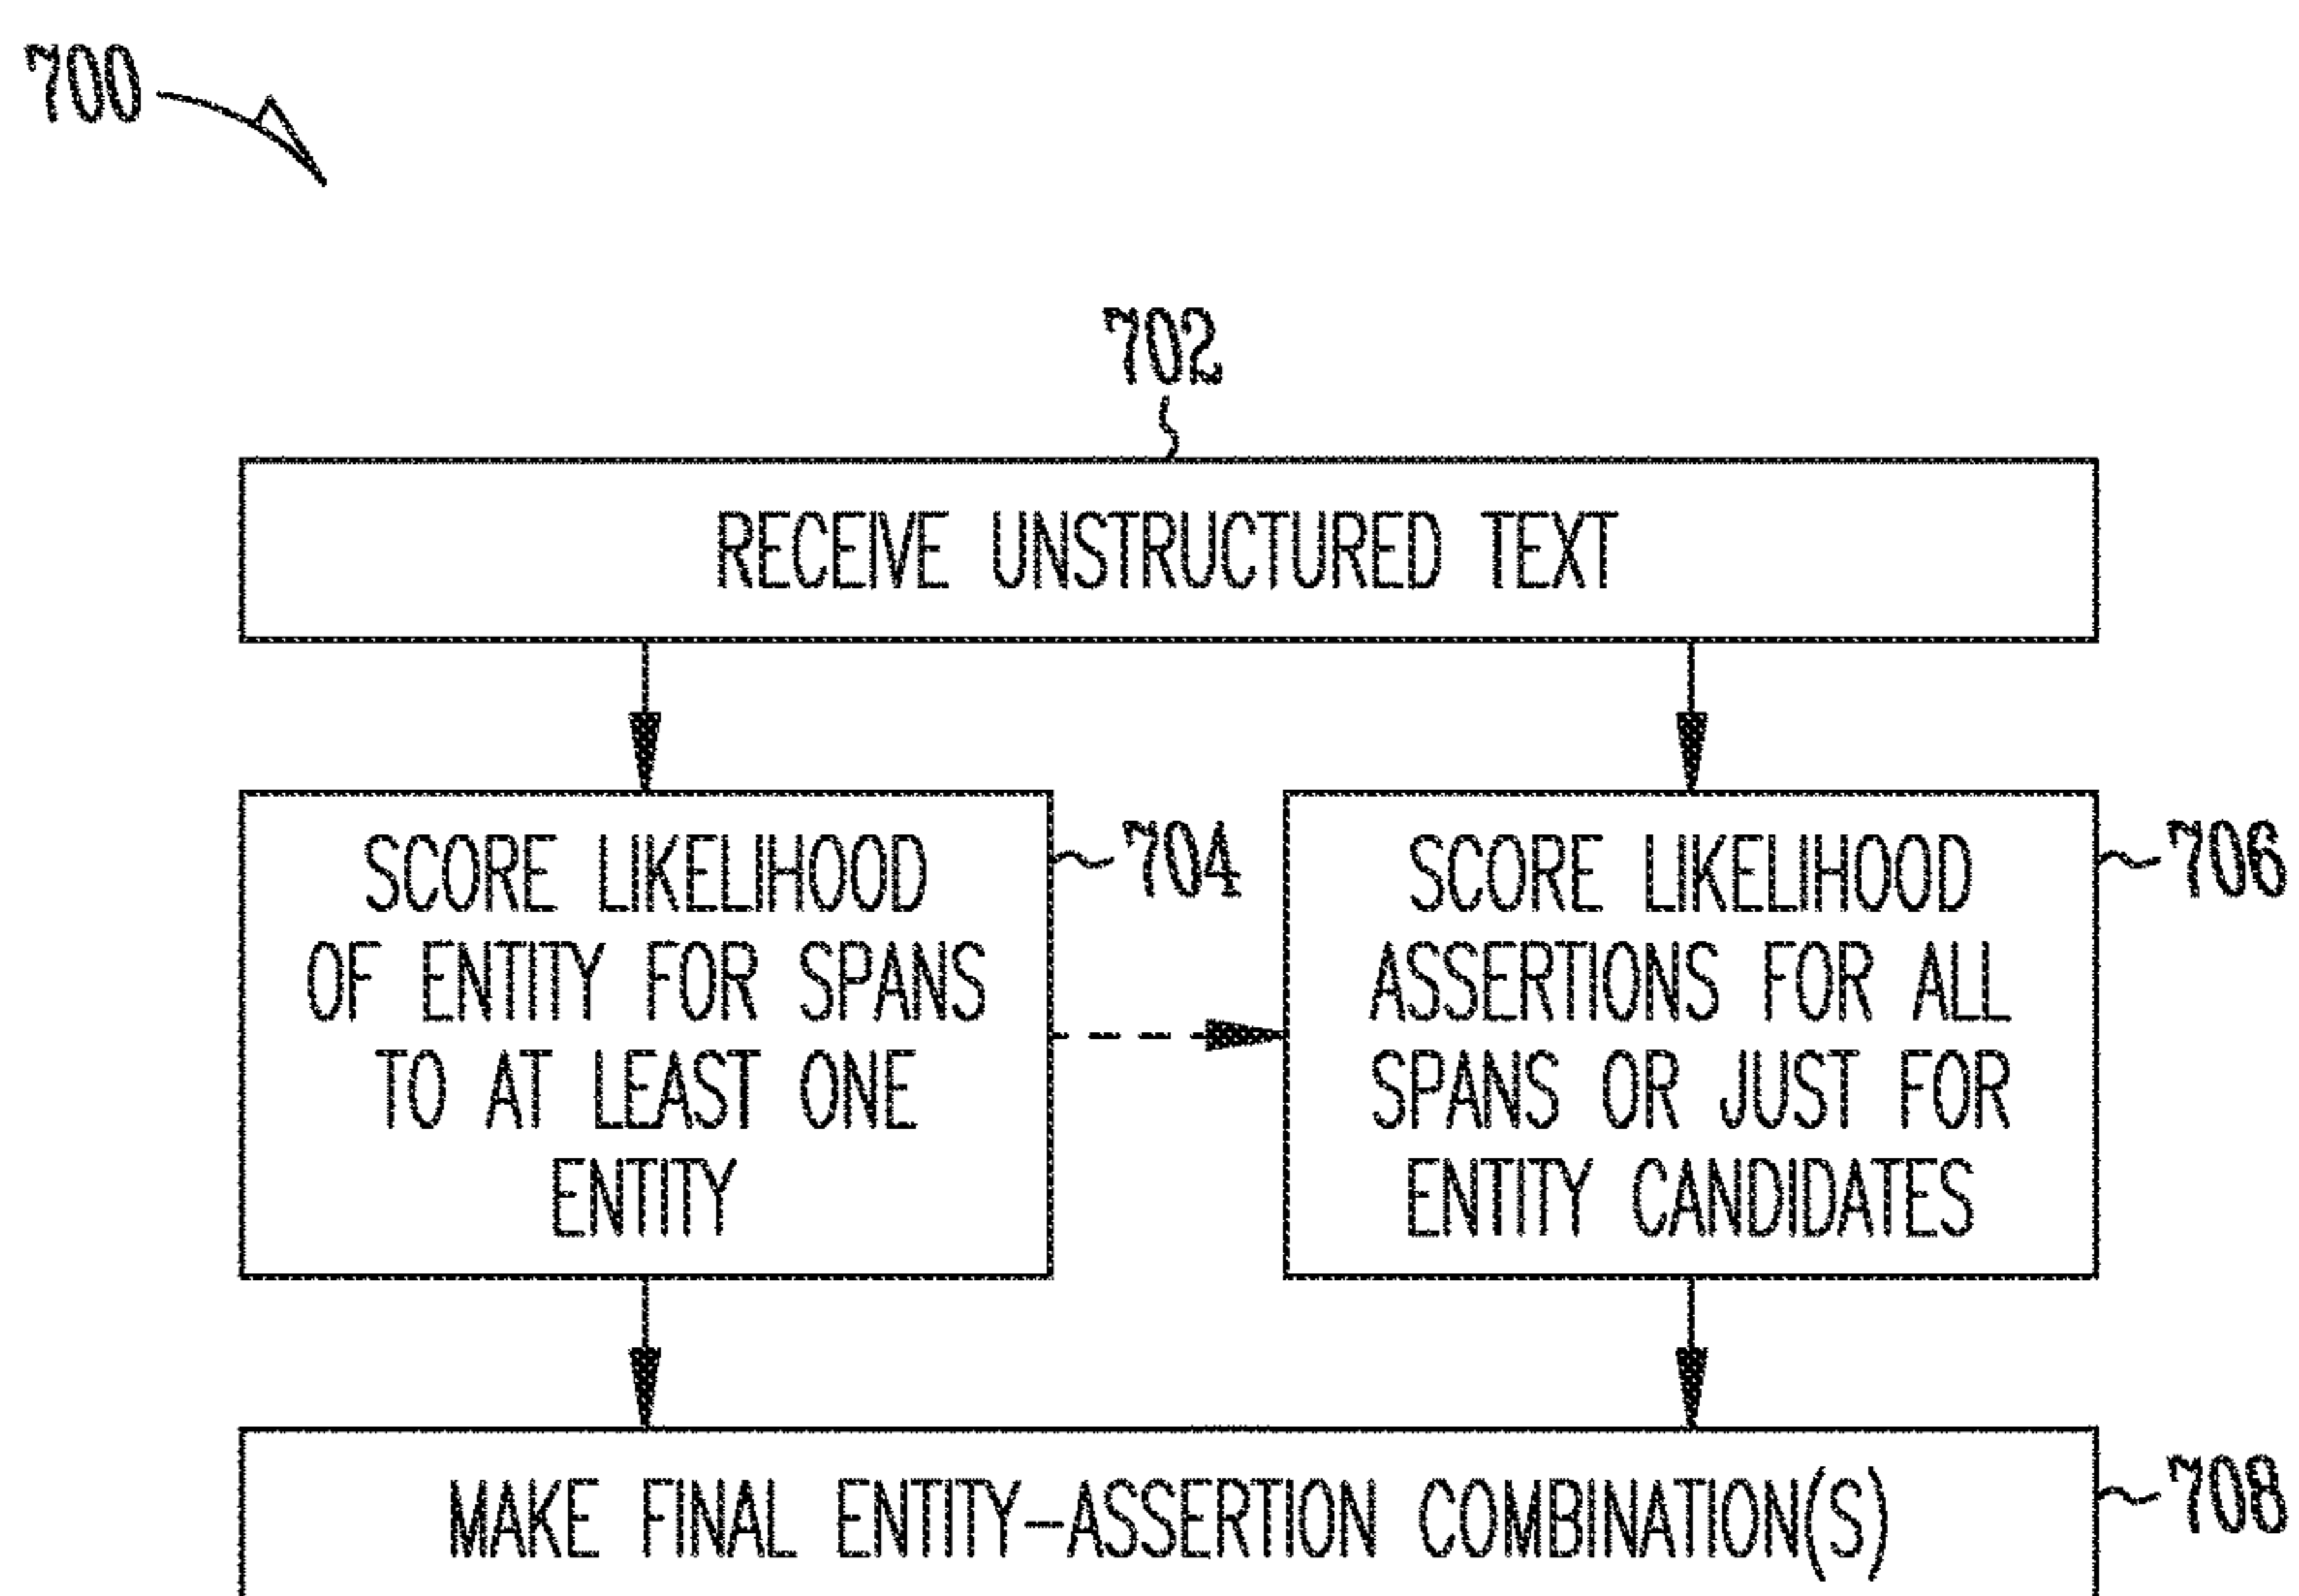 700
702
RECEIVE UNSTRUCTURED TEXT
SCORE LIKELIHOOD
OF ENTITY FOR SPANS
TO AT LEAST ONE
ENTITY
704
SCORE LIKELIHOOD
ASSERTIONS FOR ALL
SPANS OR JUST FOR
ENTITY CANDIDATES
706
MAKE FINAL ENTITY–ASSERTION COMBINATION(S)
708